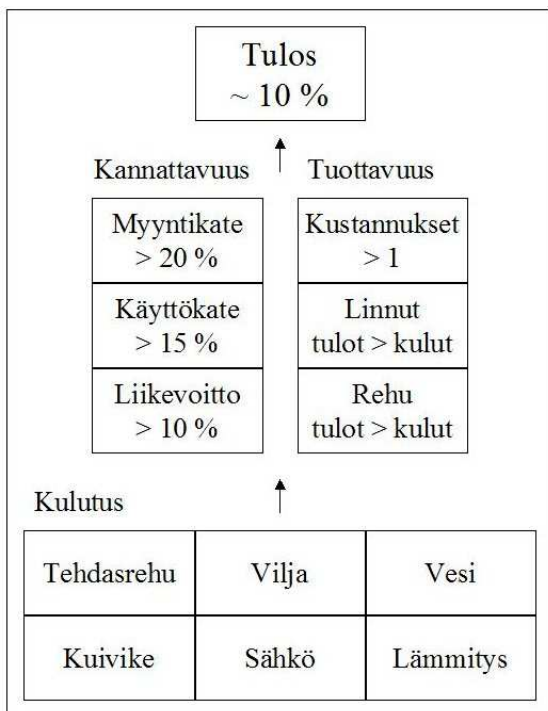 Tulos
~ 10 %
Kannattavuus
Tuottavuus
Myyntikate
> 20 %
Kustannukset
> 1
Käyttökate
> 15 %
Linnut
tulot > kulut
Liikevoitto
> 10 %
Rehu
tulot > kulut
Kulutus
Tehdasrehu
Vilja
Vesi
Kuivike
Sähkö
Lämmitys